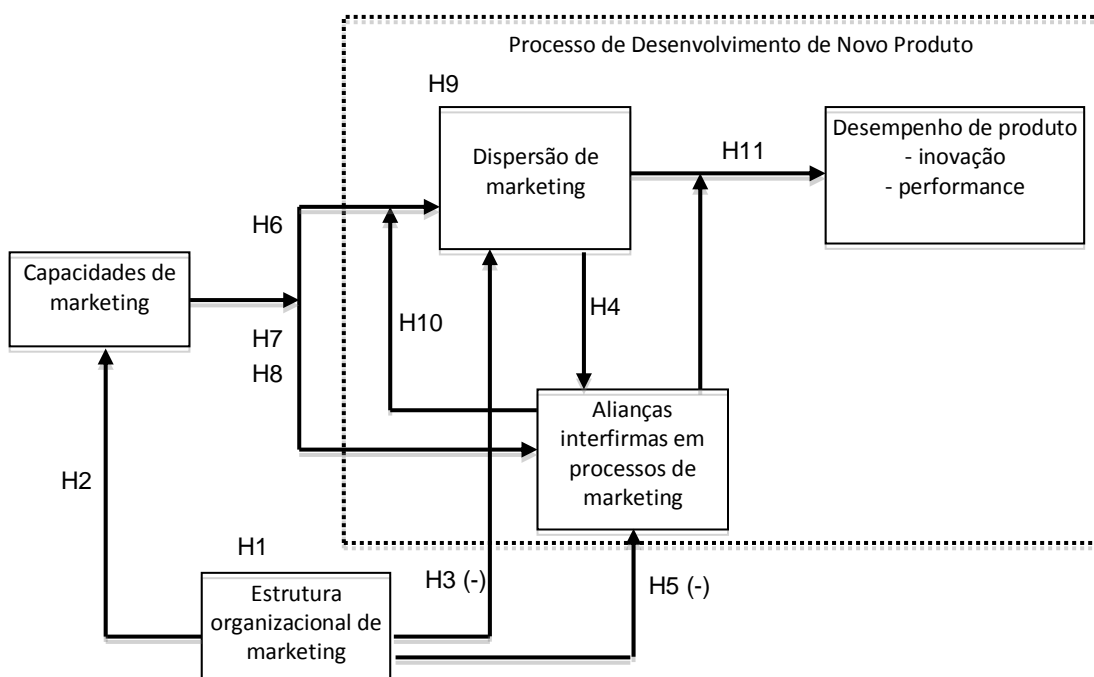 Processo de Desenvolvimento de Novo Produto
H9
Dispersão de
marketing
H11
Desempenho de produto
- inovação
- performance
H6
Capacidades de
marketing
H7
H8
H10
H4
Alianças
interfirmas em
processos de
marketing
H2
H1
Estrutura
organizacional de
marketing
H3 (-)
H5 (-)